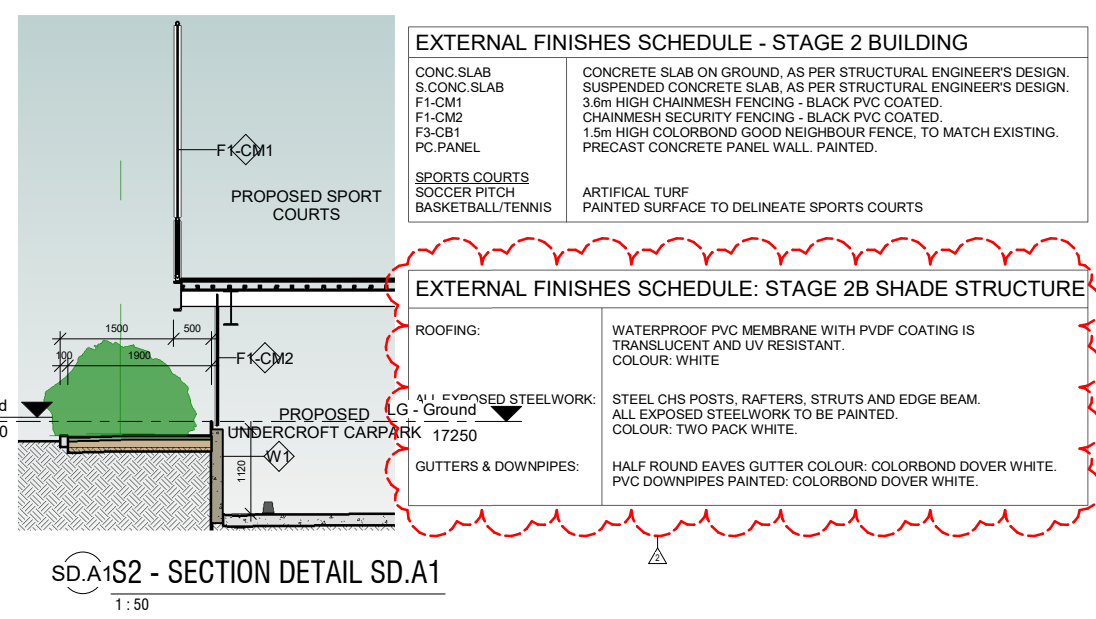 EXTERNAL FINISHES SCHEDULE - STAGE 2 BUILDING
CONC.SLAB CONCRETE SLAB ON GROUND, AS PER STRUCTURAL ENGINEER'S DESIGN.
S.CONC.SLAB SUSPENDED CONCRETE SLAB, AS PER STRUCTURAL ENGINEER'S DESIGN.
F1-CM1 3.6m HIGH CHAINMESH FENCING - BLACK PVC COATED.
F1-CM2 CHAINMESH SECURITY FENCING - BLACK PVC COATED.
F3-CB1 1.5m HIGH COLORBOND GOOD NEIGHBOUR FENCE, TO MATCH EXISTING.
PC.PANEL PRECAST CONCRETE PANEL WALL. PAINTED.
SPORTS COURTS
SOCCER PITCH ARTIFICAL TURF
BASKETBALL/TENNIS PAINTED SURFACE TO DELINEATE SPORTS COURTS
EXTERNAL FINISHES SCHEDULE: STAGE 2B SHADE STRUCTURE
ROOFING: WATERPROOF PVC MEMBRANE WITH PVDF COATING IS
TRANSLUCENT AND UV RESISTANT.
COLOUR: WHITE
ALL EXPOSED STEELWORK: STEEL CHS POSTS, RAFTERS, STRUTS AND EDGE BEAM.
ALL EXPOSED STEELWORK TO BE PAINTED.
COLOUR: TWO PACK WHITE.
GUTTERS & DOWNPIPES: HALF ROUND EAVES GUTTER COLOUR: COLORBOND DOVER WHITE.
PVC DOWNPIPES PAINTED: COLORBOND DOVER WHITE.
2
F1-CM1
PROPOSED SPORT
COURTS
1500 500
100 1900
F1-CM2
d
0
PROPOSED
UNDERCROFT CARPARK
LG - Ground
17250
W1
1120
SD.A1 S2 - SECTION DETAIL SD.A1
1 : 50